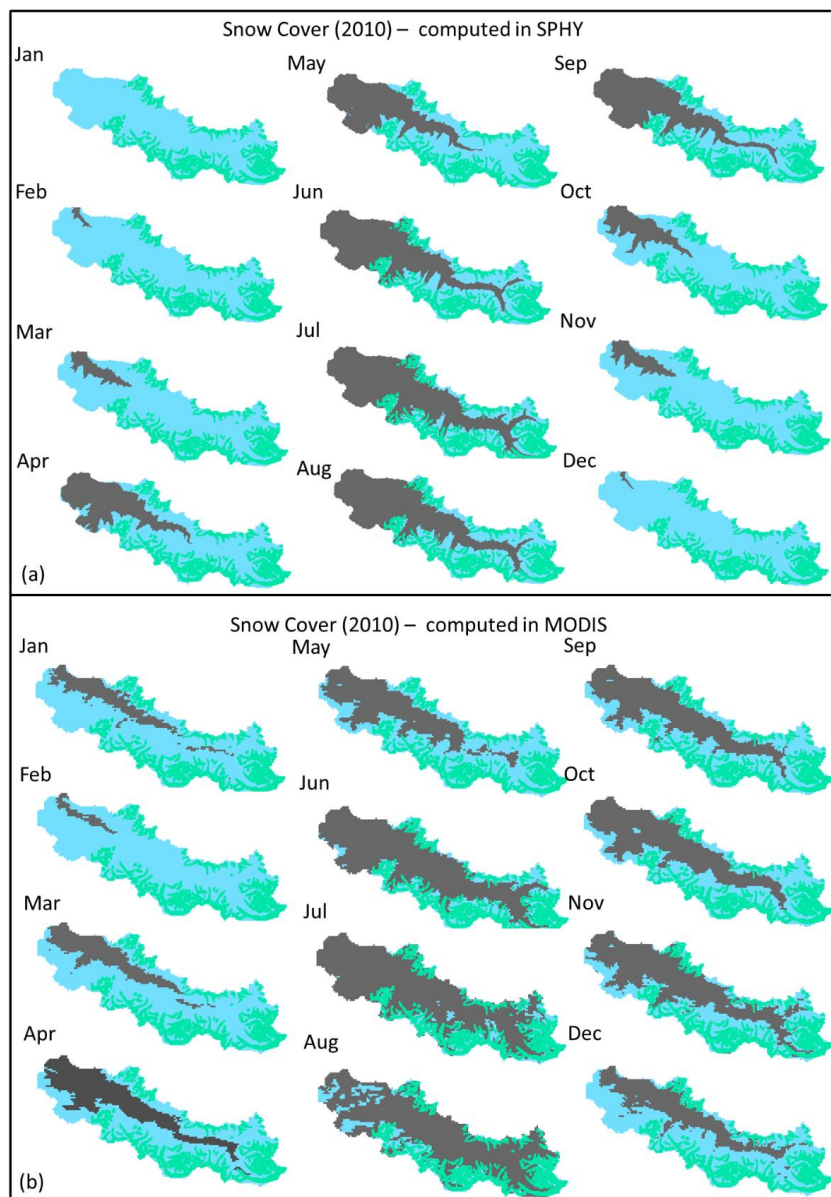 Snow Cover (2010) – computed in SPHY
Jan
May
Sep
Feb
Jun
Oct
Mar
Jul
Nov
Apr
Aug
Dec
(a)
Snow Cover (2010) – computed in MODIS
Jan
May
Sep
Feb
Jun
Oct
Mar
Jul
Nov
Apr
Aug
Dec
(b)